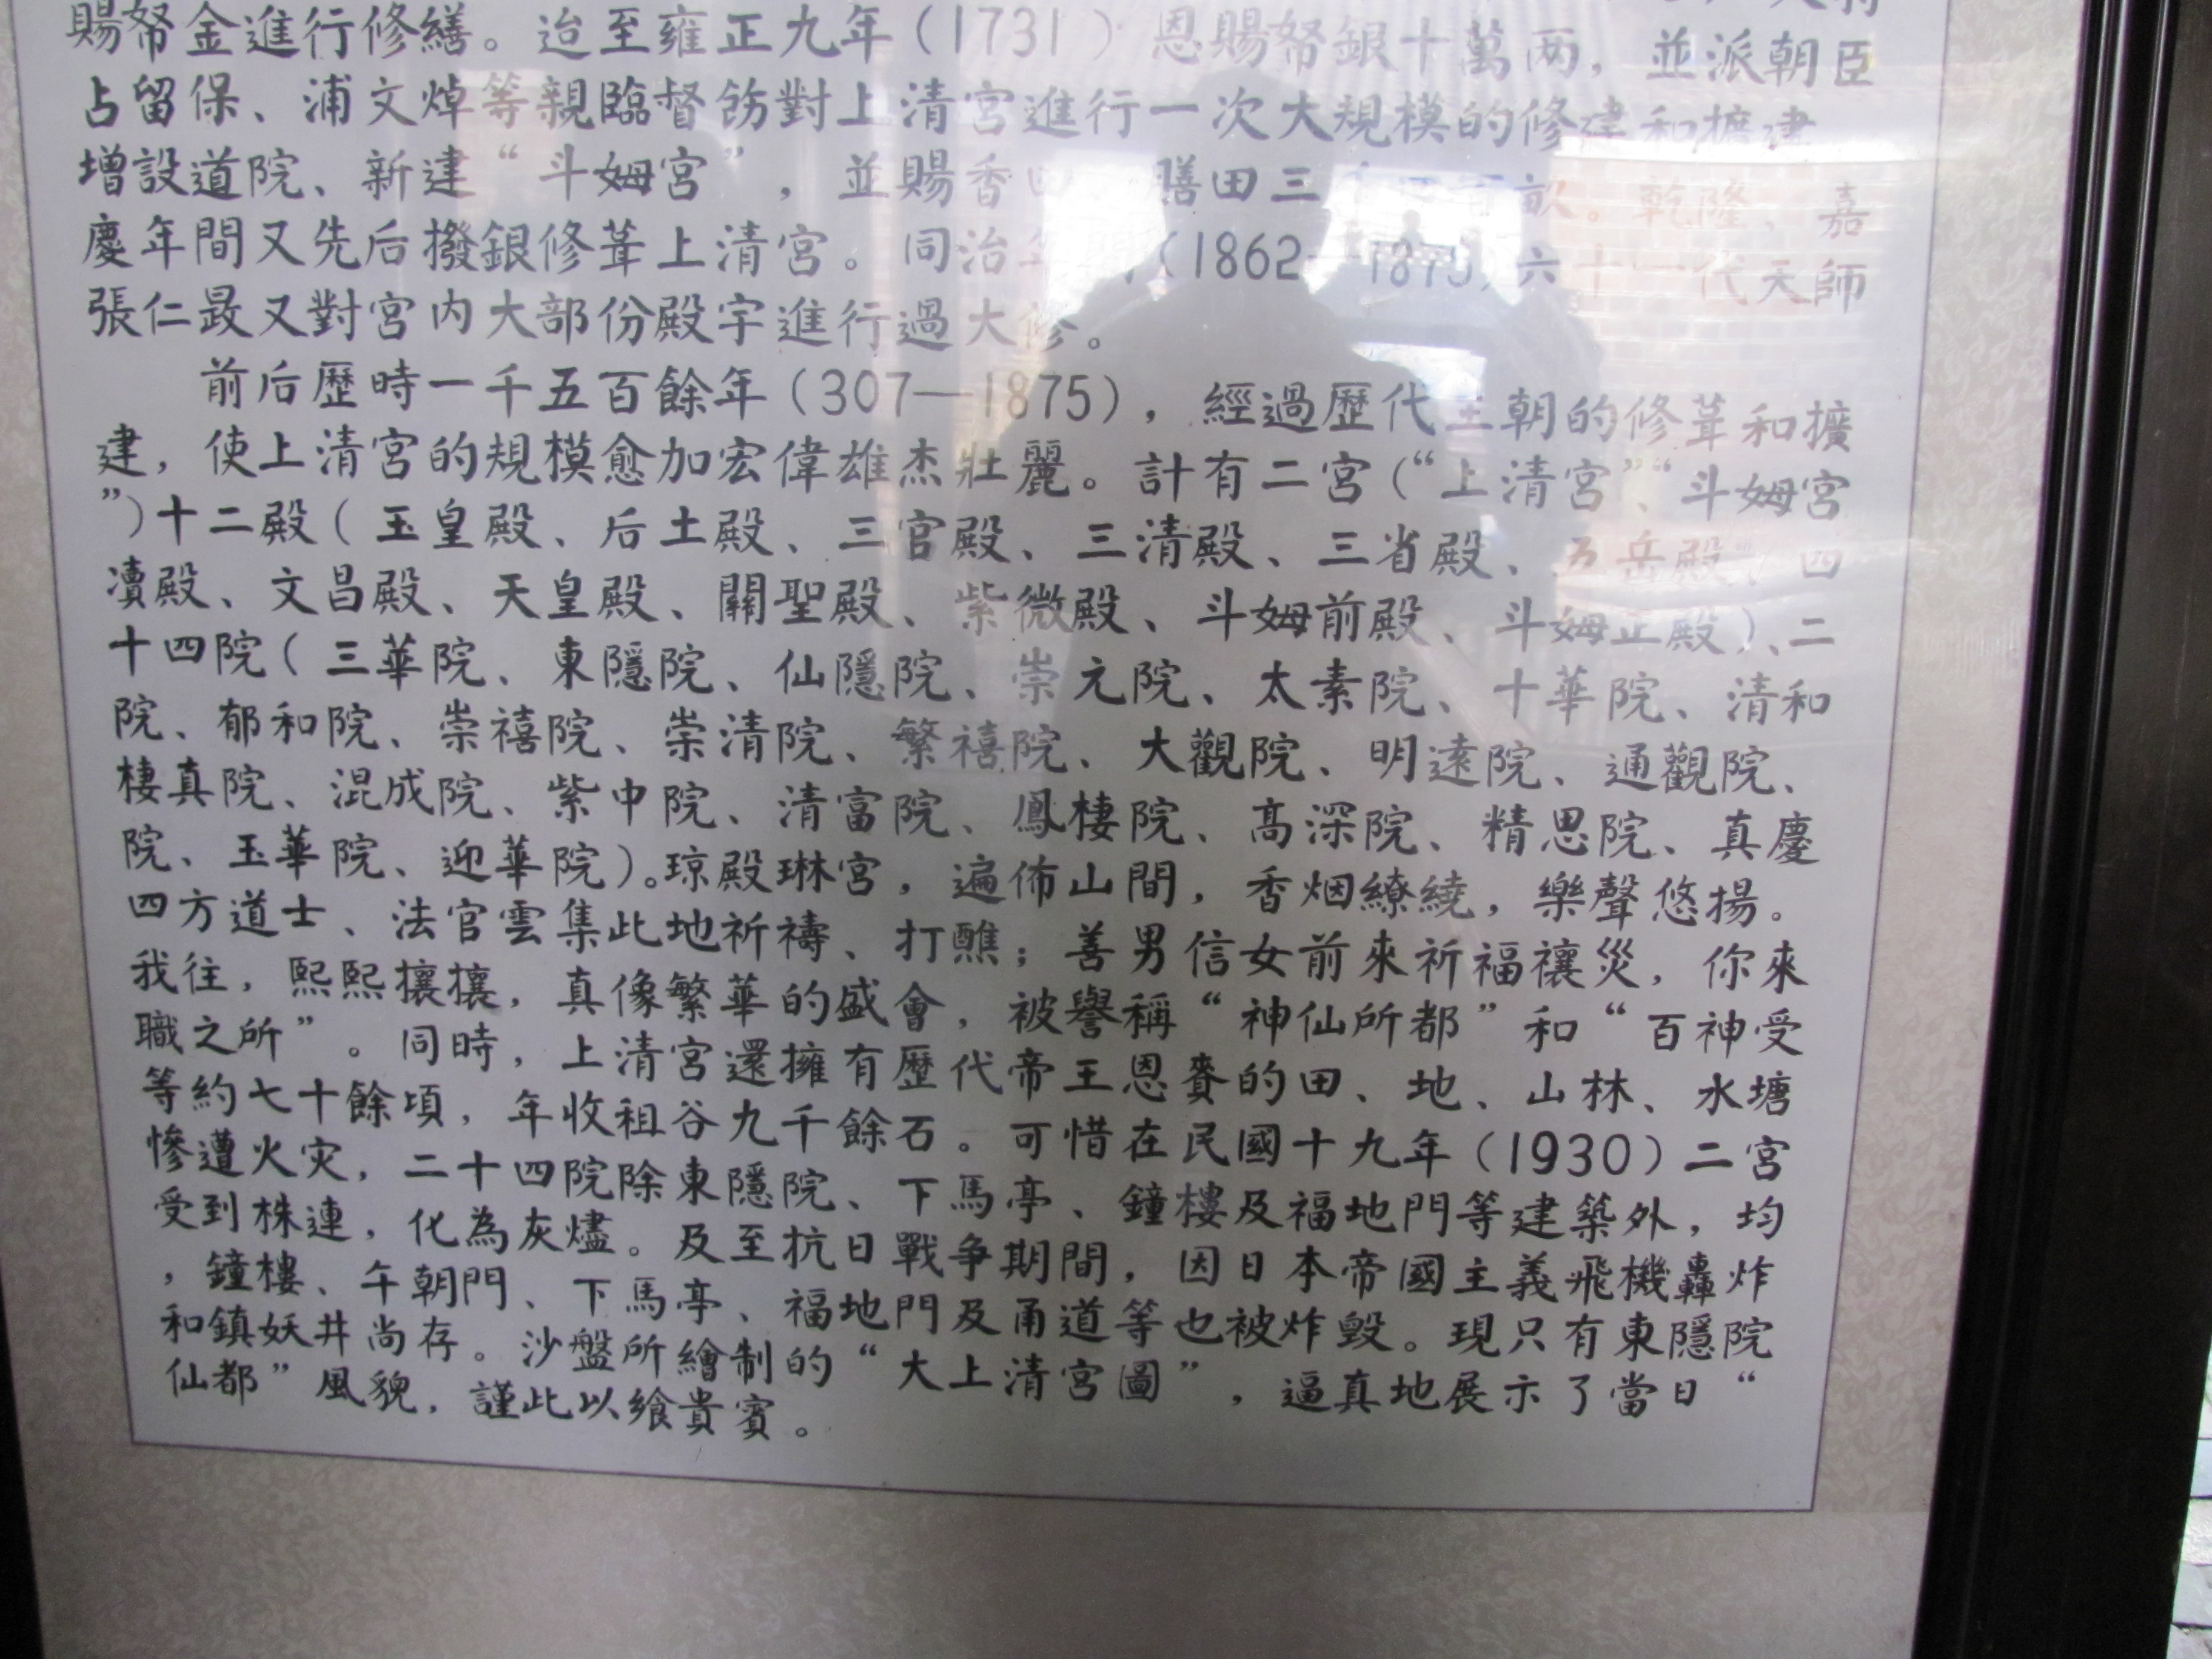 賜帑金進行修繕。迨至雍正九年(1731)恩賜帑銀十萬两，並派朝臣
占留保、浦文焯等親臨督飭對上清宮進行一次大規模的修建和擴建
增設道院、新建“斗姆宮”，並賜香田、膳田三千四百畝。乾隆、嘉
慶年間又先后撥銀修葺上清宮。同治年間(1862—1875)六十一代天師
張仁晸又對宮内大部份殿宇進行過大修。
前后歷時一千五百餘年(307—1875)，經過歷代王朝的修葺和擴
建，使上清宮的規模愈加宏偉雄杰壯麗。計有二宮(“上清宮”、“斗姆宮
”)十二殿(玉皇殿、后土殿、三官殿、三清殿、三省殿、五岳殿、四
瀆殿、文昌殿、天皇殿、關聖殿、紫微殿、斗姆前殿、斗姆正殿)、二
十四院(三華院、東隱院、仙隱院、崇元院、太素院、十華院、清和
院、郁和院、崇禧院、崇清院、繁禧院、大觀院、明遠院、通觀院、
棲真院、混成院、紫中院、清富院、鳳棲院、高深院、精思院、真慶
院、玉華院、迎華院)。琼殿琳宮，遍佈山間，香烟繚繞，樂聲悠揚。
四方道士、法官雲集此地祈禱、打醮；善男信女前來祈福禳災，你來
我往，熙熙攘攘，真像繁華的盛會，被譽稱“神仙所都”和“百神受
職之所”。同時，上清宮還擁有歷代帝王恩賚的田、地、山林、水塘
等約七十餘頃，年收租谷九千餘石。可惜在民國十九年(1930)二宮
慘遭火灾，二十四院除東隱院、下馬亭、鐘樓及福地門等建築外，均
受到株連，化為灰燼。及至抗日戰争期間，因日本帝國主義飛機轟炸
，鐘樓、午朝門、下馬亭、福地門及甬道等也被炸毀。現只有東隱院
和鎮妖井尚存。沙盤所繪制的“大上清宮圖”，逼真地展示了當日“
仙都”風貌，謹此以飨貴賓。